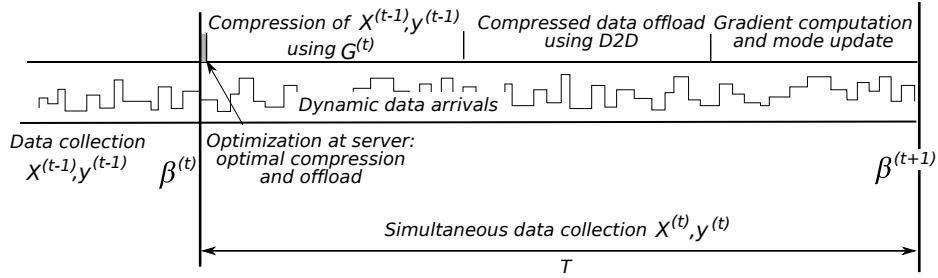 Compression of X^(t-1),y^(t-1)
using G^(t)
Compressed data offload
using D2D
Gradient computation
and mode update
Dynamic data arrivals
Data collection
X^(t-1),y^(t-1)
β^(t)
Optimization at server:
optimal compression
and offload
β^(t+1)
Simultaneous data collection X^(t),y^(t)
T